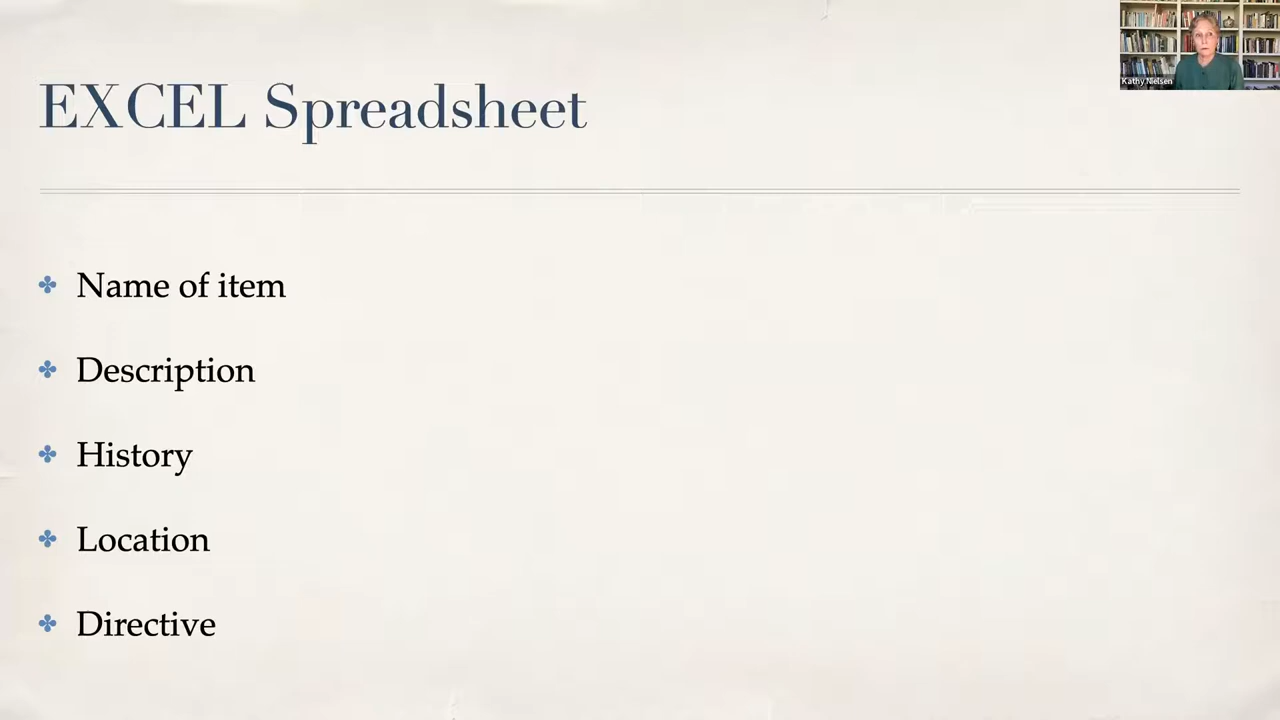 EXCEL Spreadsheet
Kathy Nielsen
Name of item
Description
History
Location
Directive